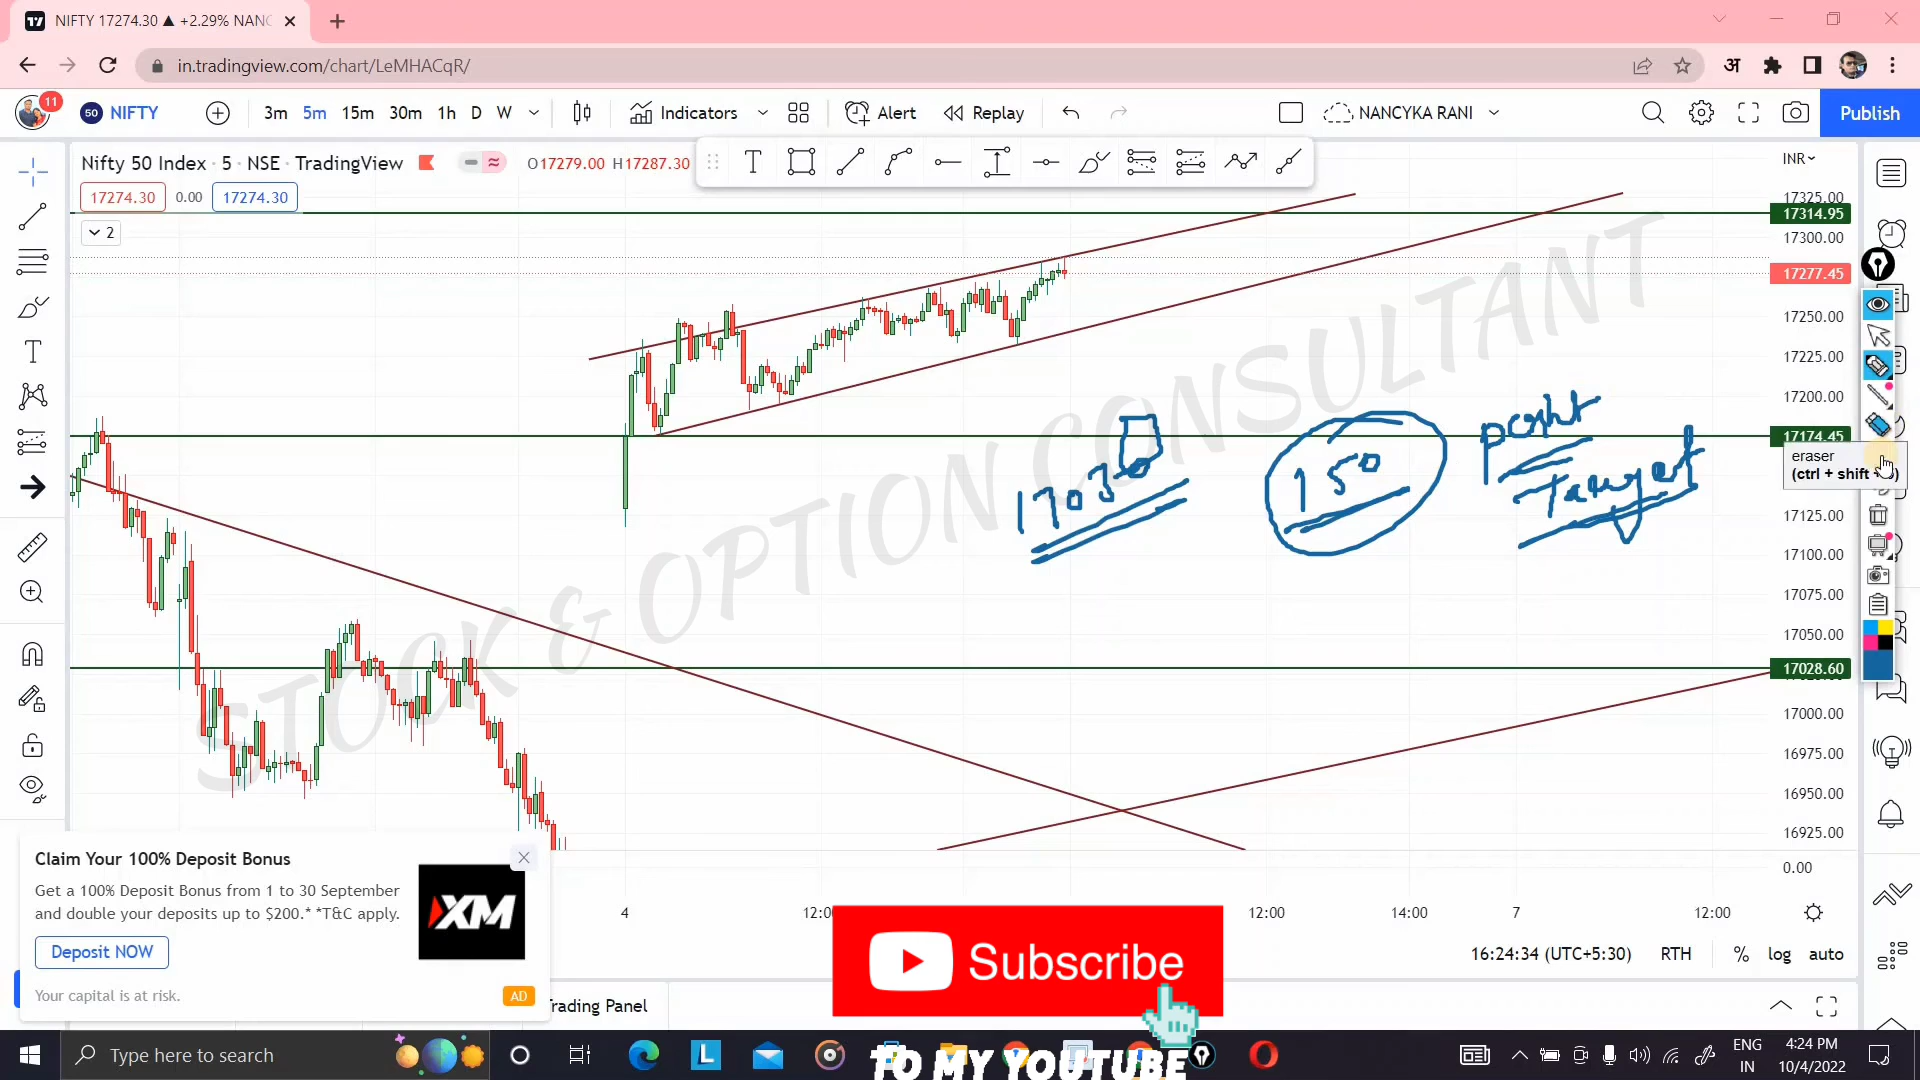 NIFTY 17274.30 ▲ +2.29% NANC
in.tradingview.com/chart/LeMHACqR/
अ
11
50 NIFTY
3m 5m 15m 30m 1h D W
Indicators
Alert
Replay
NANCYKA RANI
Publish
Nifty 50 Index · 5 · NSE · TradingView
O17279.00 H17287.30
INR
17274.30 0.00 17274.30
2
17325.00
17314.95
17300.00
17277.45
17250.00
17225.00
17200.00
17174.45
17125.00
17100.00
17075.00
17050.00
17028.60
17000.00
16975.00
16950.00
16925.00
0.00
STOCK & OPTION CONSULTANT
17030
150
Target
eraser
(ctrl + shift +
Claim Your 100% Deposit Bonus
Get a 100% Deposit Bonus from 1 to 30 September
and double your deposits up to $200.* *T&C apply.
XM
Deposit NOW
Your capital is at risk.
AD
4 12:00 14:00 7 12:00
16:24:34 (UTC+5:30) RTH % log auto
Trading Panel
Subscribe
TO MY YOUTUBE
Type here to search
L
ENG
IN
4:24 PM
10/4/2022